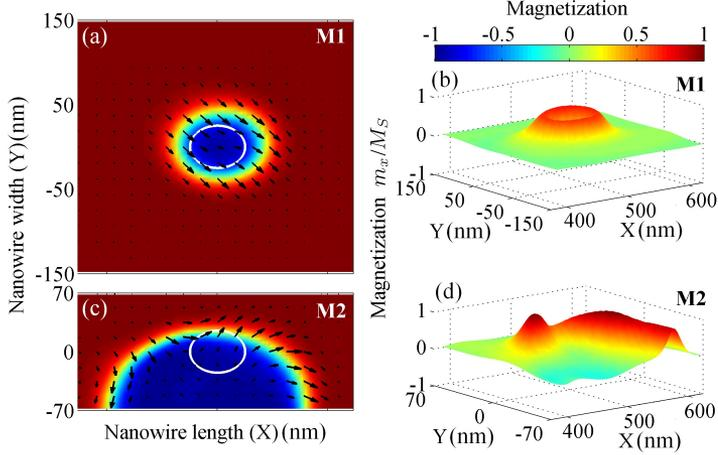 Magnetization
-1 -0.5 0 0.5 1
(a) M1
150
50
-50
-150
Nanowire width (Y)(nm)
(b) M1
1
0
-1
150
50
-50
-150
Y(nm)
400
500
600
X(nm)
Magnetization mx/MS
(c) M2
70
0
-70
Nanowire length (X)(nm)
(d) M2
1
0
-1
70
0
-70
Y(nm)
400
500
600
X(nm)